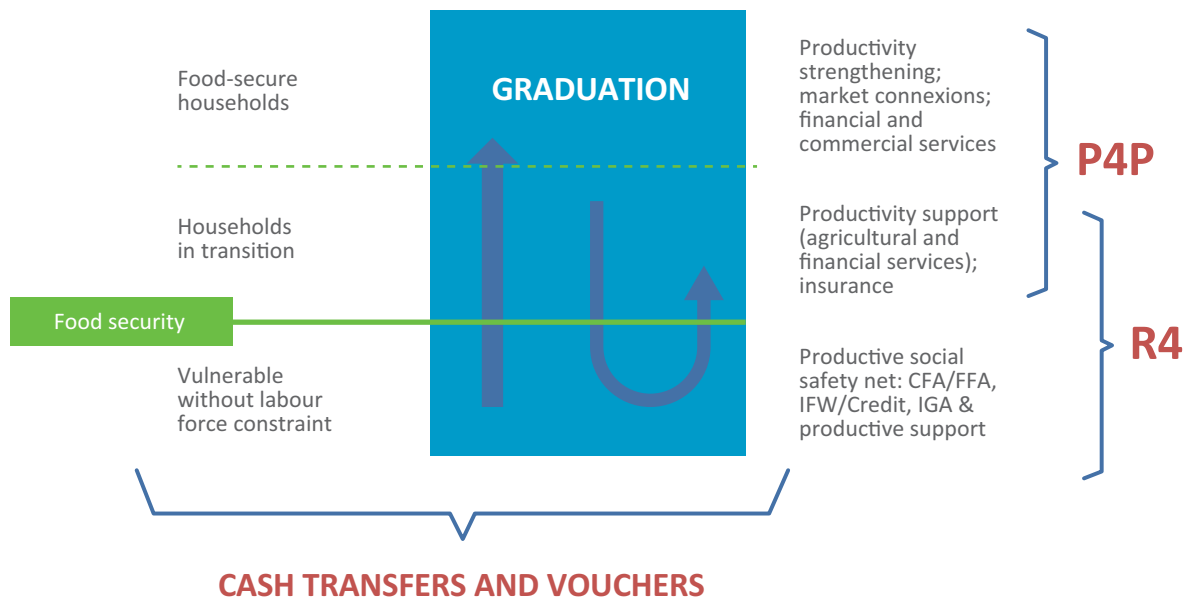 Food-secure
households
GRADUATION
Productivity
strengthening;
market connexions;
financial and
commercial services
P4P
Households
in transition
Productivity support
(agricultural and
financial services);
insurance
Food security
R4
Vulnerable
without labour
force constraint
Productive social
safety net: CFA/FFA,
IFW/Credit, IGA &
productive support
CASH TRANSFERS AND VOUCHERS